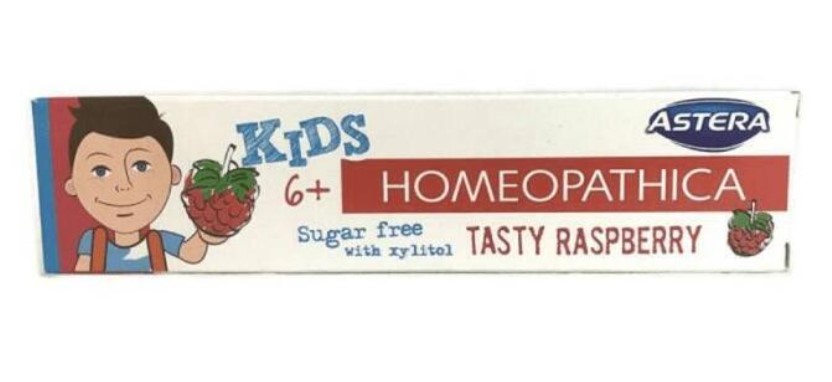 KIDS
ASTERA
6+
HOMEOPATHICA
Sugar free
with xylitol
TASTY RASPBERRY